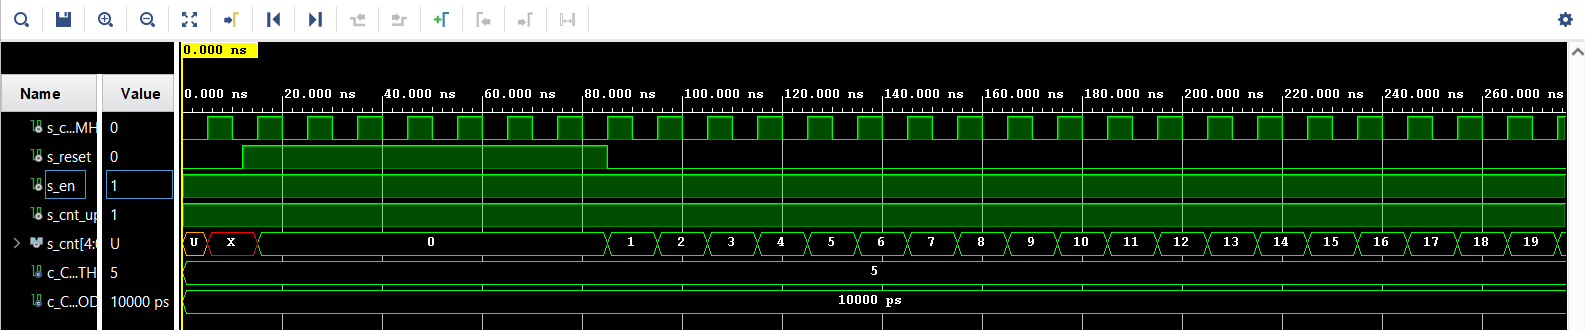 0.000 ns
Name Value
0.000 ns 20.000 ns 40.000 ns 60.000 ns 80.000 ns 100.000 ns 120.000 ns 140.000 ns 160.000 ns 180.000 ns 200.000 ns 220.000 ns 240.000 ns 260.000 ns
s_c...MH 0
s_reset 0
s_en 1
s_cnt_up 1
s_cnt[4:0 U U X 0 1 2 3 4 5 6 7 8 9 10 11 12 13 14 15 16 17 18 19
c_C...TH 5 5
c_C...OD 10000 ps 10000 ps